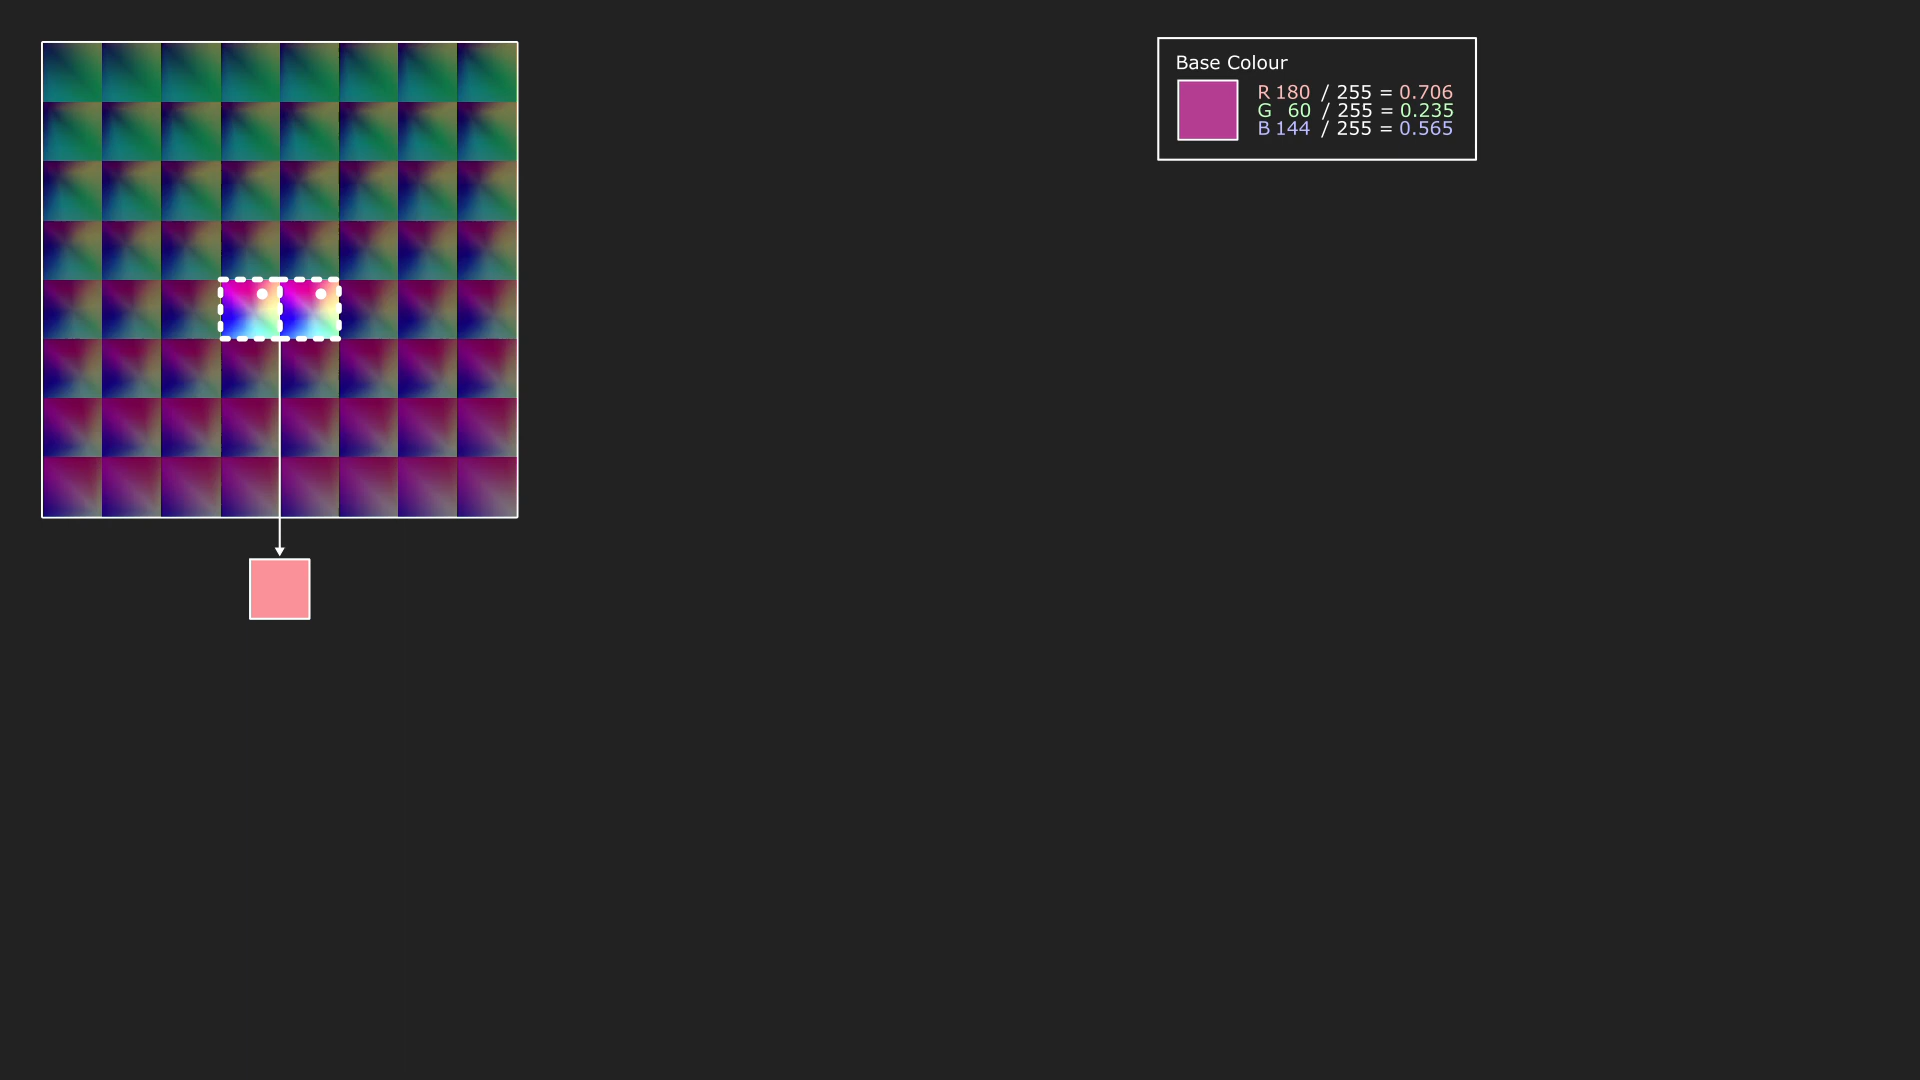 Base Colour
R 180 / 255 = 0.706
G 60 / 255 = 0.235
B 144 / 255 = 0.565